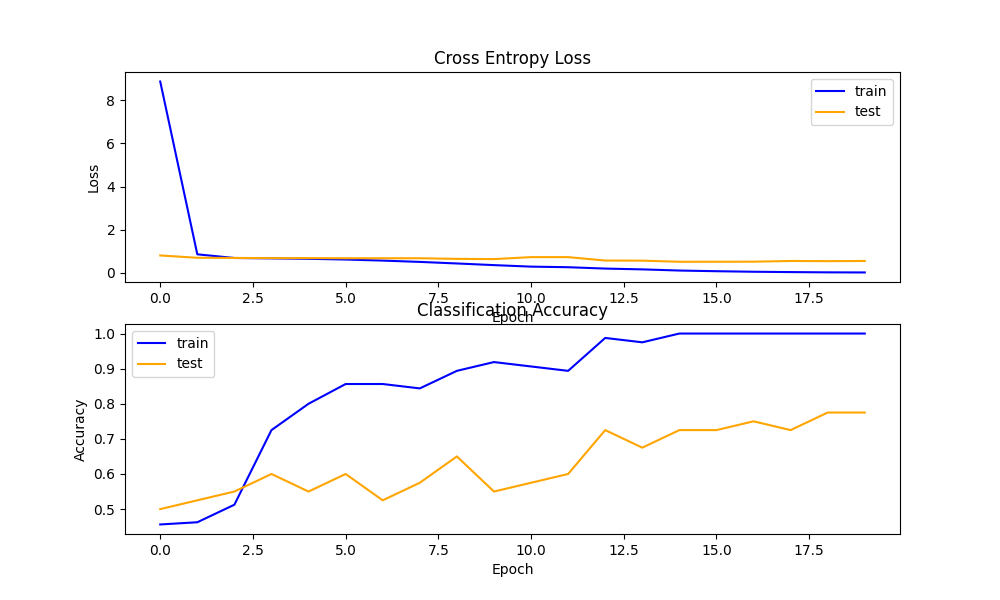 Cross Entropy Loss
8
6
4
2
0
Loss
train
test
0.0 2.5 5.0 7.5 10.0 12.5 15.0 17.5
Epoch
Classification Accuracy
1.0
0.9
0.8
0.7
0.6
0.5
Accuracy
train
test
0.0 2.5 5.0 7.5 10.0 12.5 15.0 17.5
Epoch